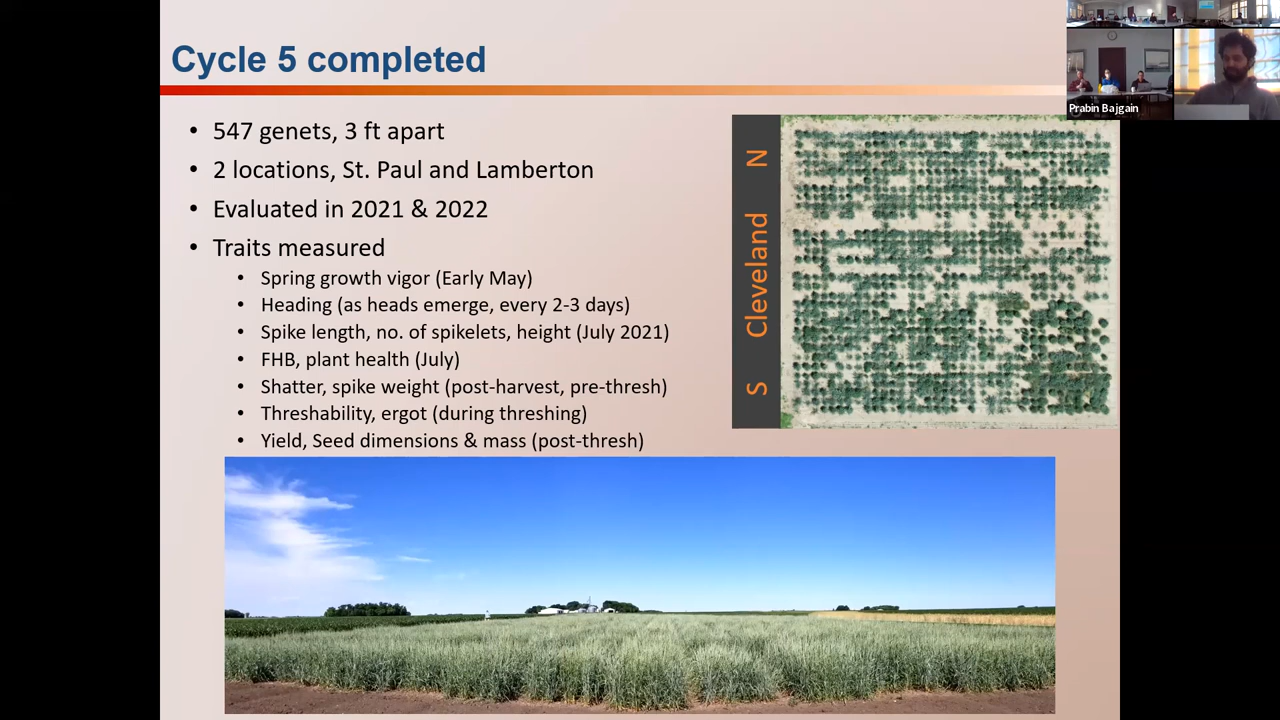 Cycle 5 completed
• 547 genets, 3 ft apart
• 2 locations, St. Paul and Lamberton
• Evaluated in 2021 & 2022
• Traits measured
• Spring growth vigor (Early May)
• Heading (as heads emerge, every 2-3 days)
• Spike length, no. of spikelets, height (July 2021)
• FHB, plant health (July)
• Shatter, spike weight (post-harvest, pre-thresh)
• Threshability, ergot (during threshing)
• Yield, Seed dimensions & mass (post-thresh)
S Cleveland N
Prabin Bajgain